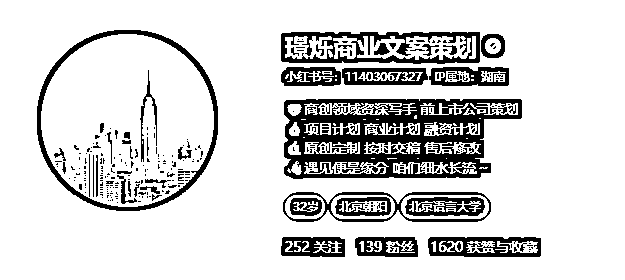 璟烁商业文案策划
小红书号：11403067327 IP属地：湖南
商创领域资深写手 前上市公司策划
项目计划 商业计划 融资计划
原创定制 按时交稿 售后修改
遇见便是缘分 咱们细水长流~
32岁 北京朝阳 北京语言大学
252 关注 139 粉丝 1620 获赞与收藏